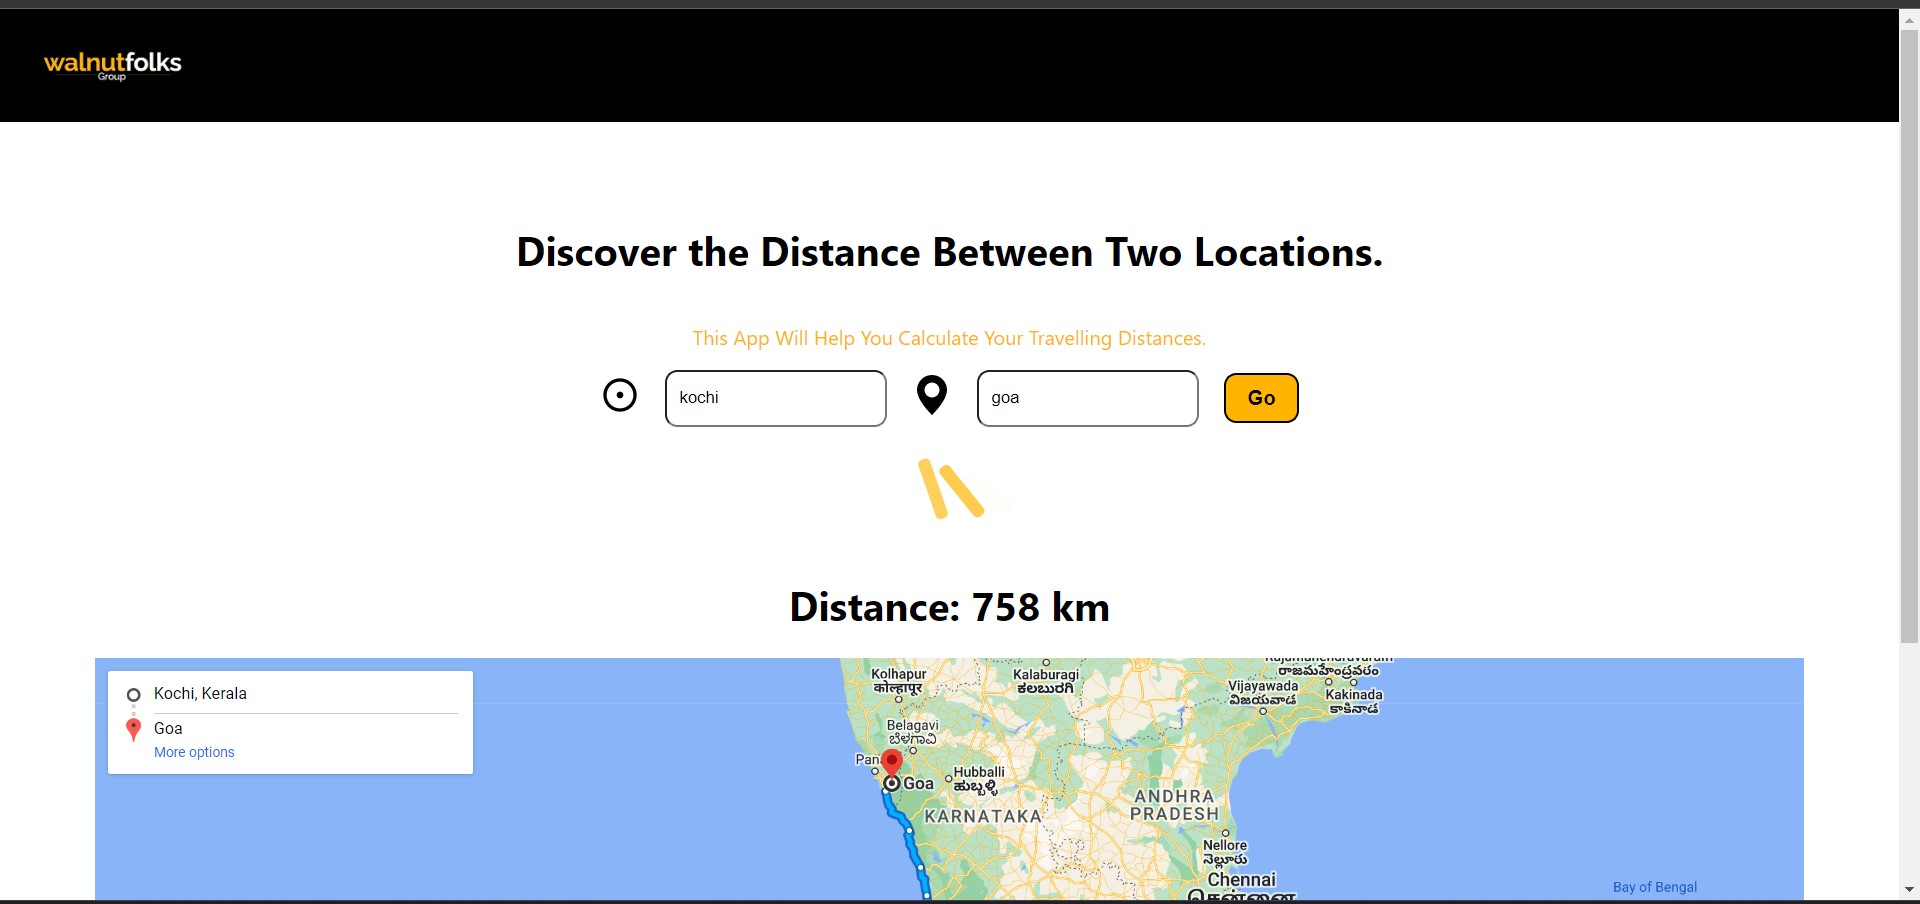 walnutfolks
Group
Discover the Distance Between Two Locations.
This App Will Help You Calculate Your Travelling Distances.
kochi
goa
Go
Distance: 758 km
Kochi, Kerala
Goa
More options
Kolhapur
कोल्हापूर
Kalaburagi
ಕಲಬುರಗಿ
రాజమహేంద్రవరం
Vijayawada
విజయవాడ
Kakinada
కాకినాడ
Belagavi
ಬೆಳಗಾವಿ
Goa
Hubballi
ಹುಬ್ಬಳ್ಳಿ
KARNATAKA
ANDHRA
PRADESH
Nellore
నెల్లూరు
Chennai
Bay of Bengal